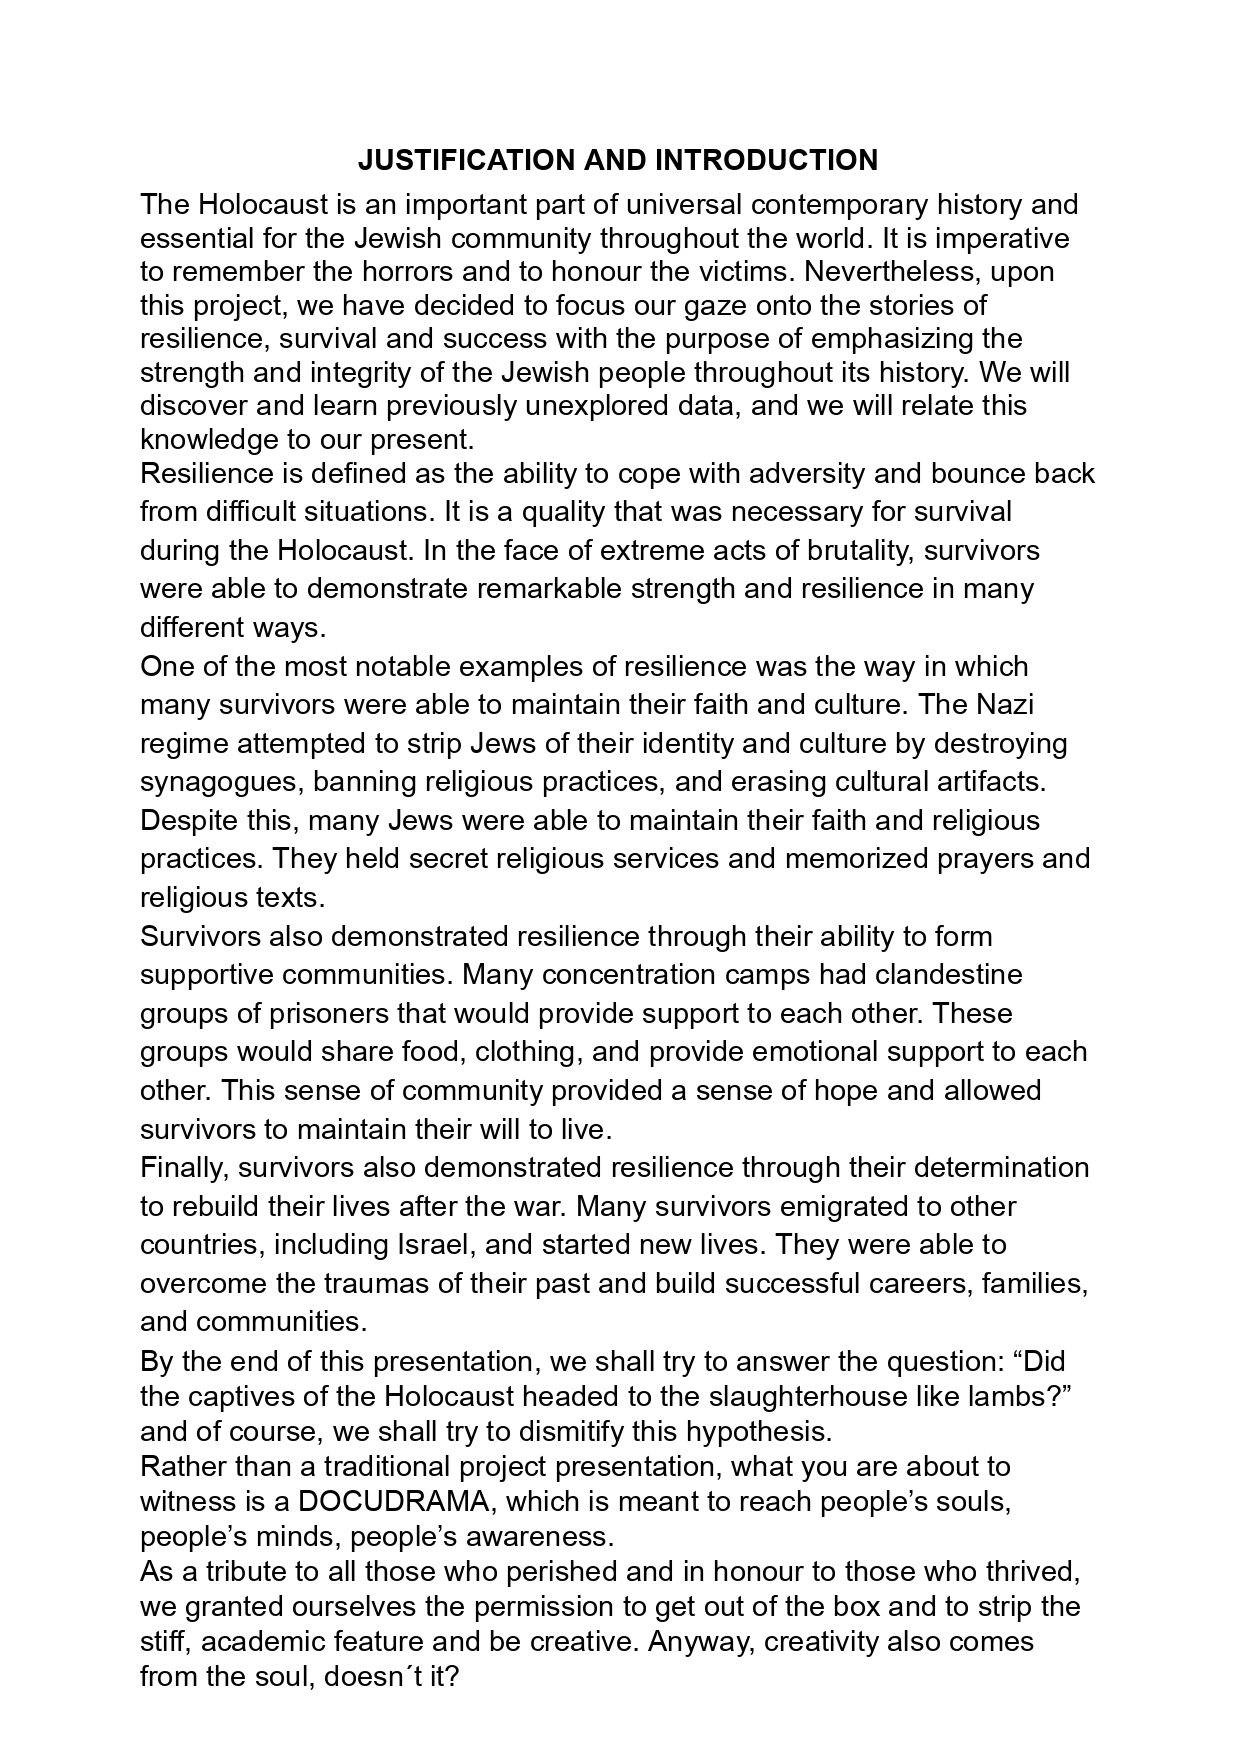 JUSTIFICATION AND INTRODUCTION
The Holocaust is an important part of universal contemporary history and
essential for the Jewish community throughout the world. It is imperative
to remember the horrors and to honour the victims. Nevertheless, upon
this project, we have decided to focus our gaze onto the stories of
resilience, survival and success with the purpose of emphasizing the
strength and integrity of the Jewish people throughout its history. We will
discover and learn previously unexplored data, and we will relate this
knowledge to our present.
Resilience is defined as the ability to cope with adversity and bounce back
from difficult situations. It is a quality that was necessary for survival
during the Holocaust. In the face of extreme acts of brutality, survivors
were able to demonstrate remarkable strength and resilience in many
different ways.
One of the most notable examples of resilience was the way in which
many survivors were able to maintain their faith and culture. The Nazi
regime attempted to strip Jews of their identity and culture by destroying
synagogues, banning religious practices, and erasing cultural artifacts.
Despite this, many Jews were able to maintain their faith and religious
practices. They held secret religious services and memorized prayers and
religious texts.
Survivors also demonstrated resilience through their ability to form
supportive communities. Many concentration camps had clandestine
groups of prisoners that would provide support to each other. These
groups would share food, clothing, and provide emotional support to each
other. This sense of community provided a sense of hope and allowed
survivors to maintain their will to live.
Finally, survivors also demonstrated resilience through their determination
to rebuild their lives after the war. Many survivors emigrated to other
countries, including Israel, and started new lives. They were able to
overcome the traumas of their past and build successful careers, families,
and communities.
By the end of this presentation, we shall try to answer the question: “Did
the captives of the Holocaust headed to the slaughterhouse like lambs?”
and of course, we shall try to dismitify this hypothesis.
Rather than a traditional project presentation, what you are about to
witness is a DOCUDRAMA, which is meant to reach people’s souls,
people’s minds, people’s awareness.
As a tribute to all those who perished and in honour to those who thrived,
we granted ourselves the permission to get out of the box and to strip the
stiff, academic feature and be creative. Anyway, creativity also comes
from the soul, doesn´t it?